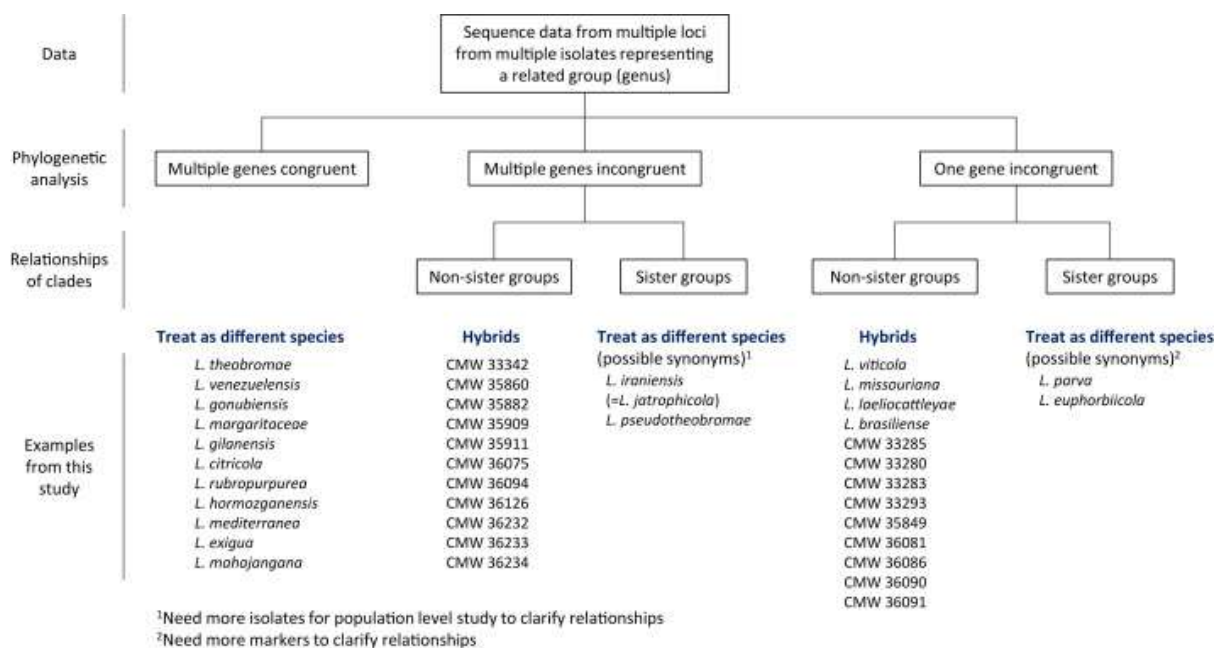 Data
Sequence data from multiple loci
from multiple isolates representing
a related group (genus)
Phylogenetic
analysis
Multiple genes congruent
Multiple genes incongruent
One gene incongruent
Relationships
of clades
Non-sister groups
Sister groups
Non-sister groups
Sister groups
Examples
from this
study
Treat as different species
L. theobromae
L. venezuelensis
L. gonubiensis
L. margaritaceae
L. gilanensis
L. citricola
L. rubropurpurea
L. hormozganensis
L. mediterranea
L. exigua
L. mahajangana
Hybrids
CMW 33342
CMW 35860
CMW 35882
CMW 35909
CMW 35911
CMW 36075
CMW 36094
CMW 36126
CMW 36232
CMW 36233
CMW 36234
Treat as different species
(possible synonyms)¹
L. iraniensis
(=L. jatrophicola)
L. pseudotheobromae
Hybrids
L. viticola
L. missouriana
L. laeliocattleyae
L. brasiliense
CMW 33285
CMW 33280
CMW 33283
CMW 33293
CMW 35849
CMW 36081
CMW 36086
CMW 36090
CMW 36091
Treat as different species
(possible synonyms)²
L. parva
L. euphorbiicola
¹Need more isolates for population level study to clarify relationships
²Need more markers to clarify relationships